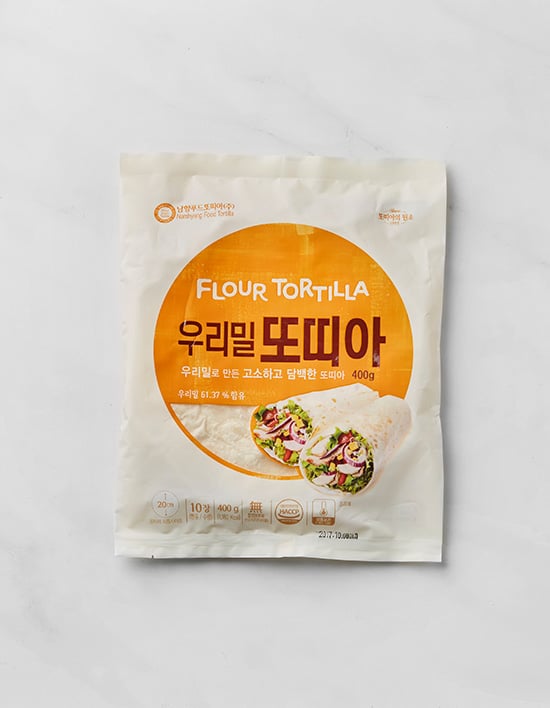 남향푸드또띠아(주)
Namhyang Food Tortilla
또띠아의 원조
FLOUR TORTILLA
우리밀 또띠아
우리밀로 만든 고소하고 담백한 또띠아 400g
우리밀 61.37 % 함유
20cm
10장 400 g 無
HACCP